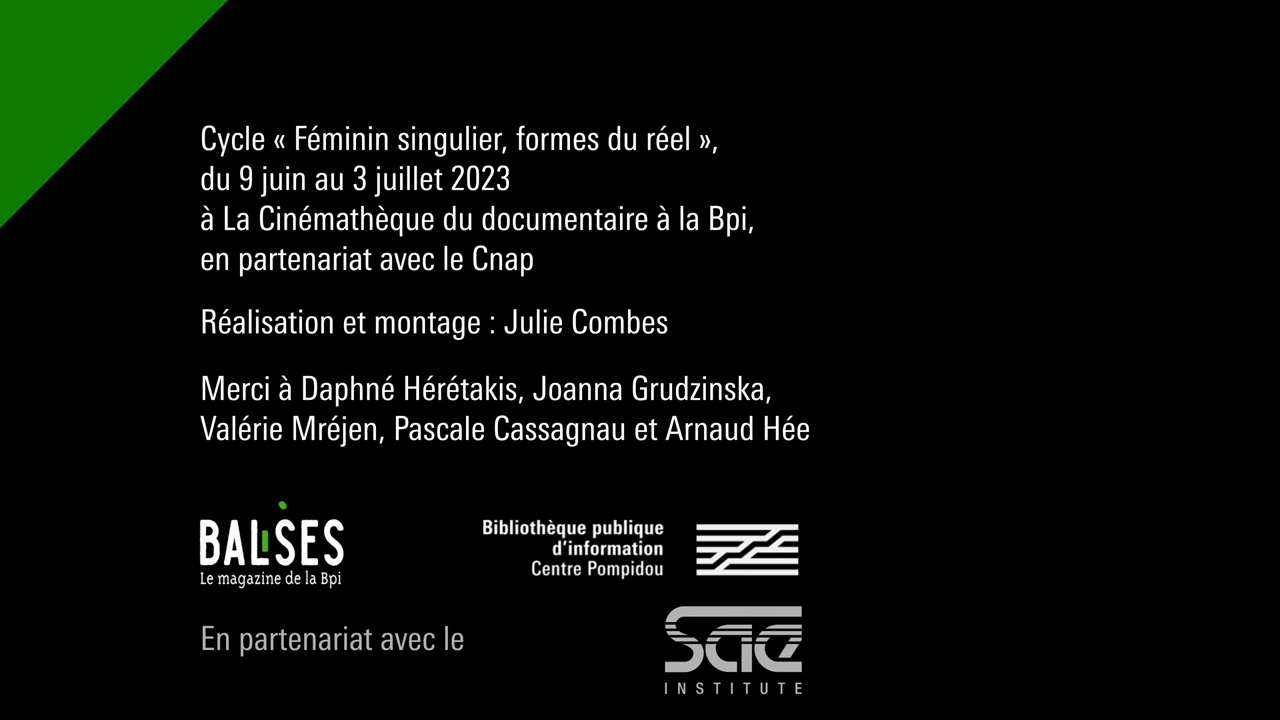 Cycle « Féminin singulier, formes du réel »,
du 9 juin au 3 juillet 2023
à La Cinémathèque du documentaire à la Bpi,
en partenariat avec le Cnap
Réalisation et montage : Julie Combes
Merci à Daphné Hérétakis, Joanna Grudzinska,
Valérie Mréjen, Pascale Cassagnau et Arnaud Hée
BALISES
Le magazine de la Bpi
Bibliothèque publique
d'information
Centre Pompidou
En partenariat avec le
sae
INSTITUTE